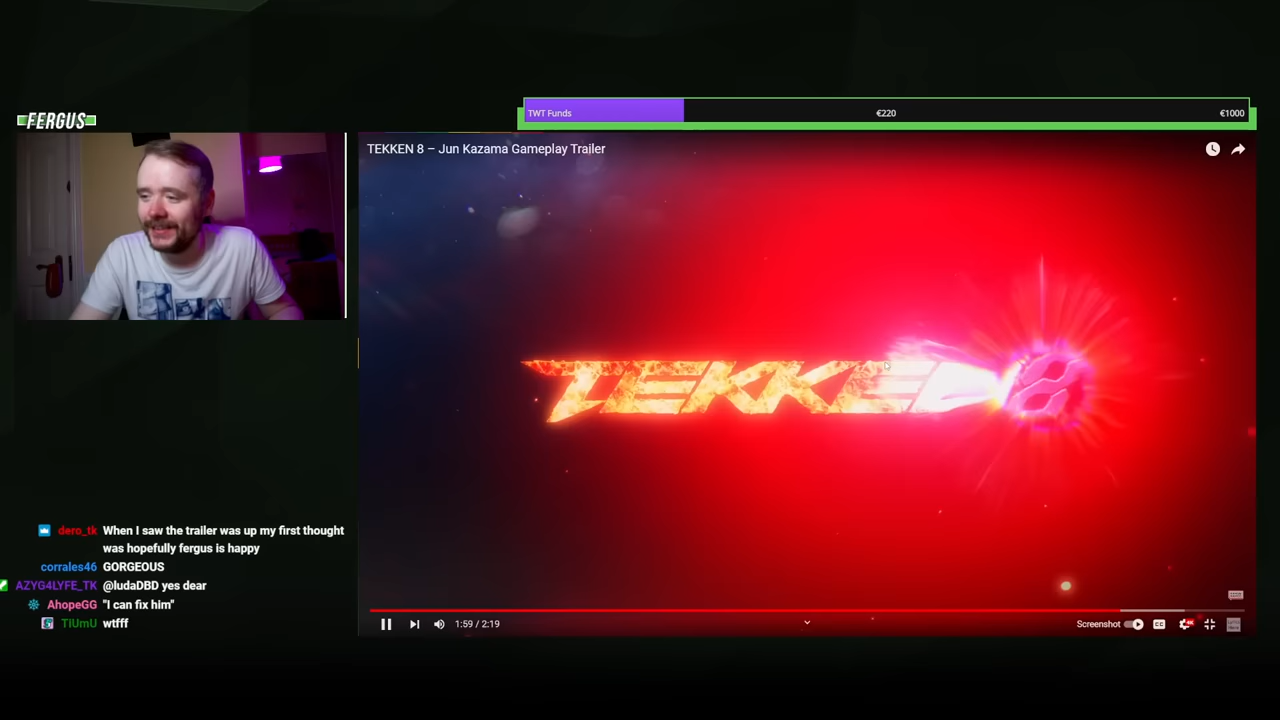 FERGUS
TWT Funds €220 €1000
TEKKEN 8 – Jun Kazama Gameplay Trailer
TEKKEN 8
dero_tk When I saw the trailer was up my first thought
was hopefully fergus is happy
corrales46 GORGEOUS
AZYG4LYFE_TK @ludaDBD yes dear
AhopeGG "I can fix him"
TIUmU wtfff
1:59 / 2:19
Screenshot
CC